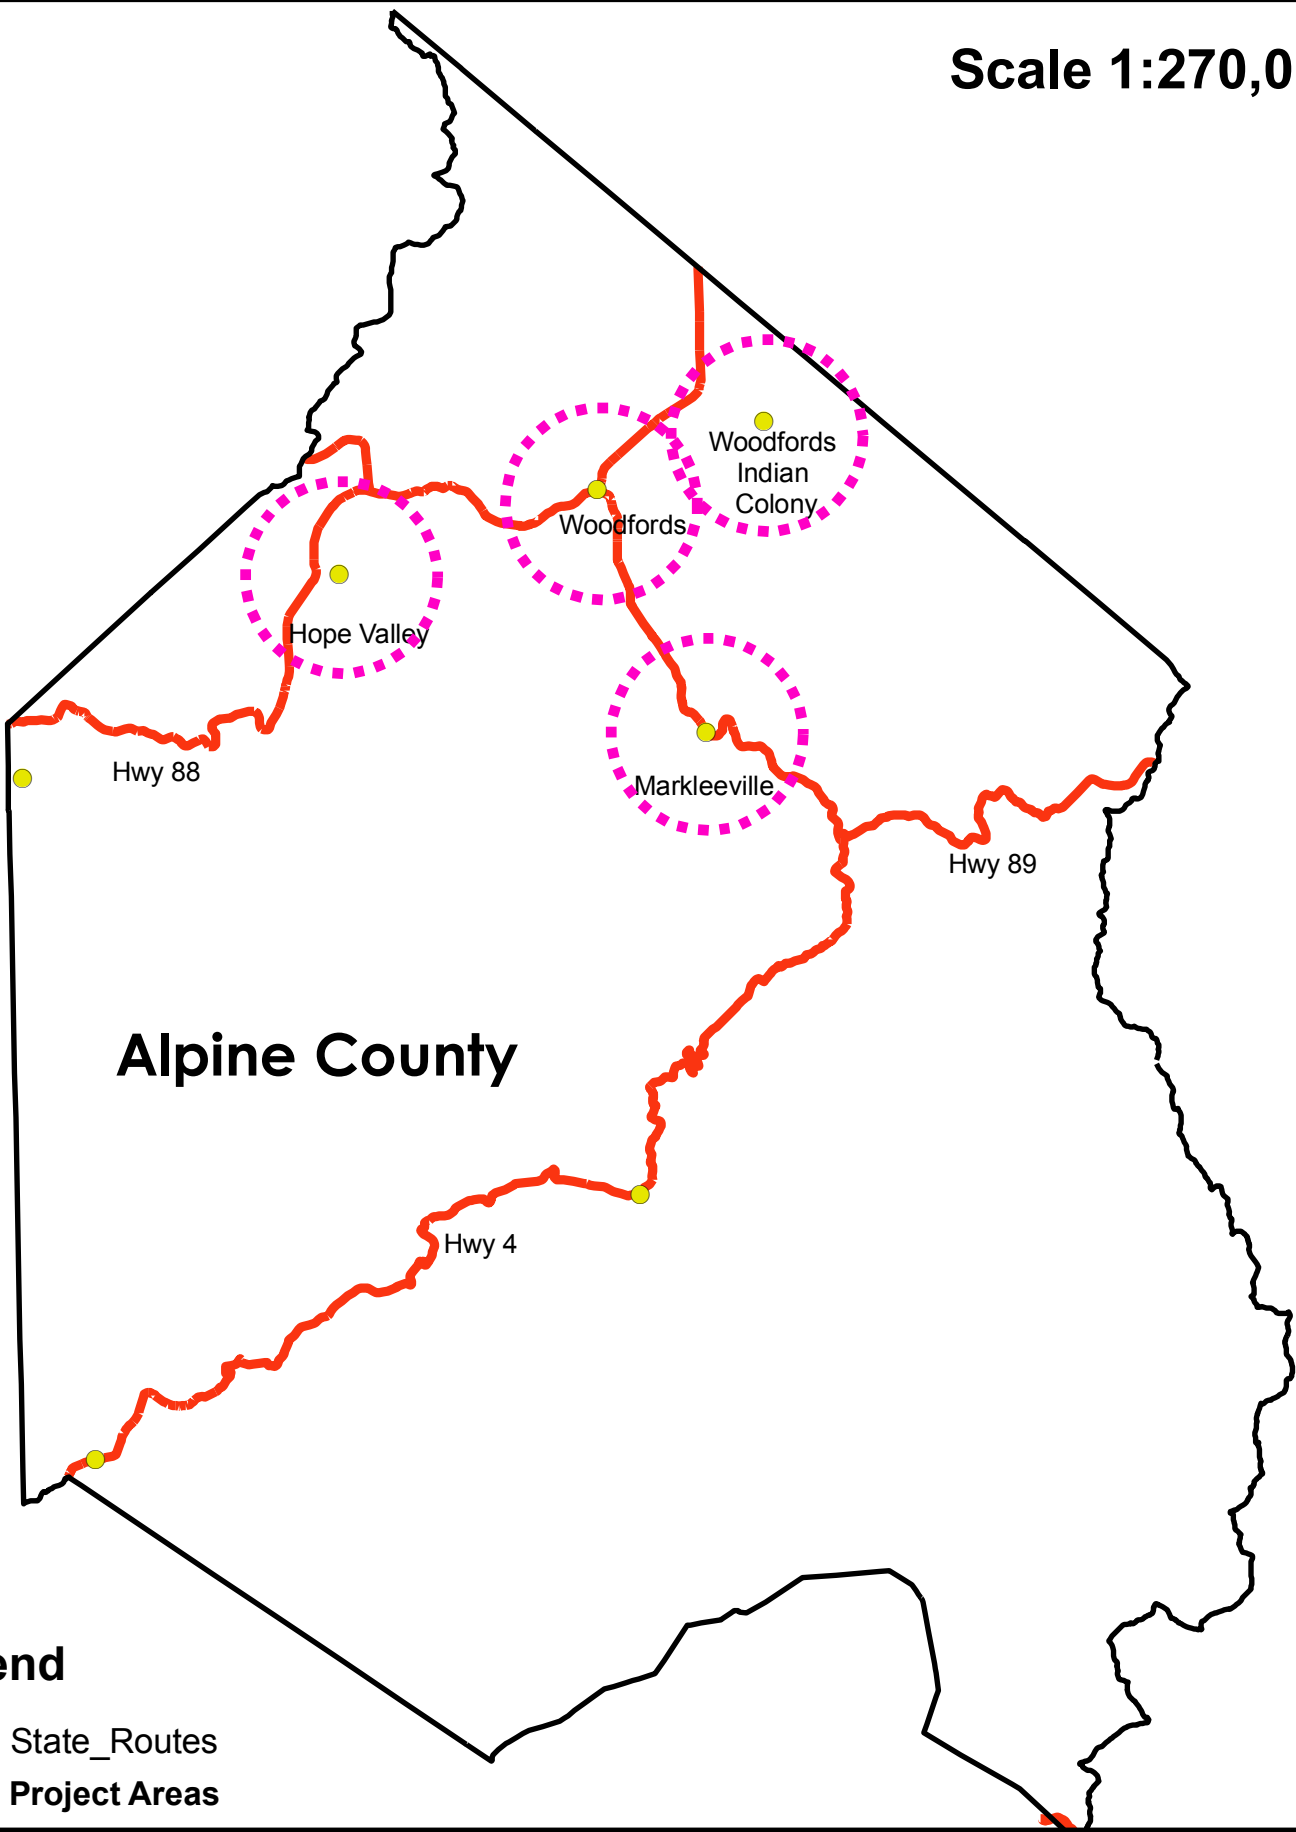 Scale 1:270,0
Woodfords
Indian
Colony
Woodfords
Hope Valley
Hwy 88
Markleeville
Hwy 89
Alpine County
Hwy 4
end
State_Routes
Project Areas